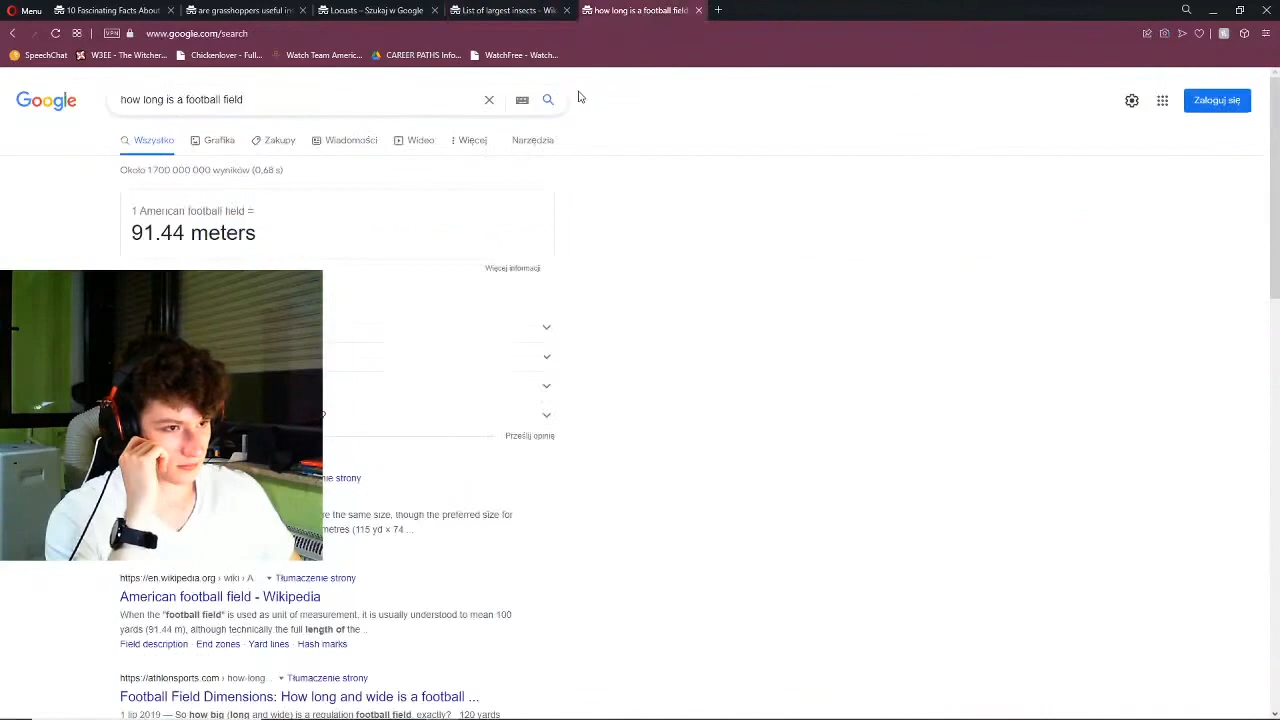 Menu
10 Fascinating Facts About
are grasshoppers useful in
Locusts – Szukaj w Google
List of largest insects - Wik
how long is a football field
VPN
www.google.com/search
SpeechChat
W3EE - The Witcher...
Chickenlover - Full...
Watch Team Americ...
CAREER PATHS Info...
WatchFree - Watch...
Google
how long is a football field
Zaloguj się
Wszystko
Grafika
Zakupy
Wiadomości
Wideo
Więcej
Narzędzia
Około 1 700 000 000 wyników (0,68 s)
1 American football field =
91.44 meters
Więcej informacji
Prześlij opinię
nie strony
re the same size, though the preferred size for
metres (115 yd × 74 ...
https://en.wikipedia.org › wiki › A. Tłumaczenie strony
American football field - Wikipedia
When the "football field" is used as unit of measurement, it is usually understood to mean 100
yards (91.44 m), although technically the full length of the...
Field description · End zones · Yard lines · Hash marks
https://athlonsports.com › how-long... Tłumaczenie strony
Football Field Dimensions: How long and wide is a football ...
1 lip 2019 — So how big (long and wide) is a regulation football field, exactly? · 120 yards